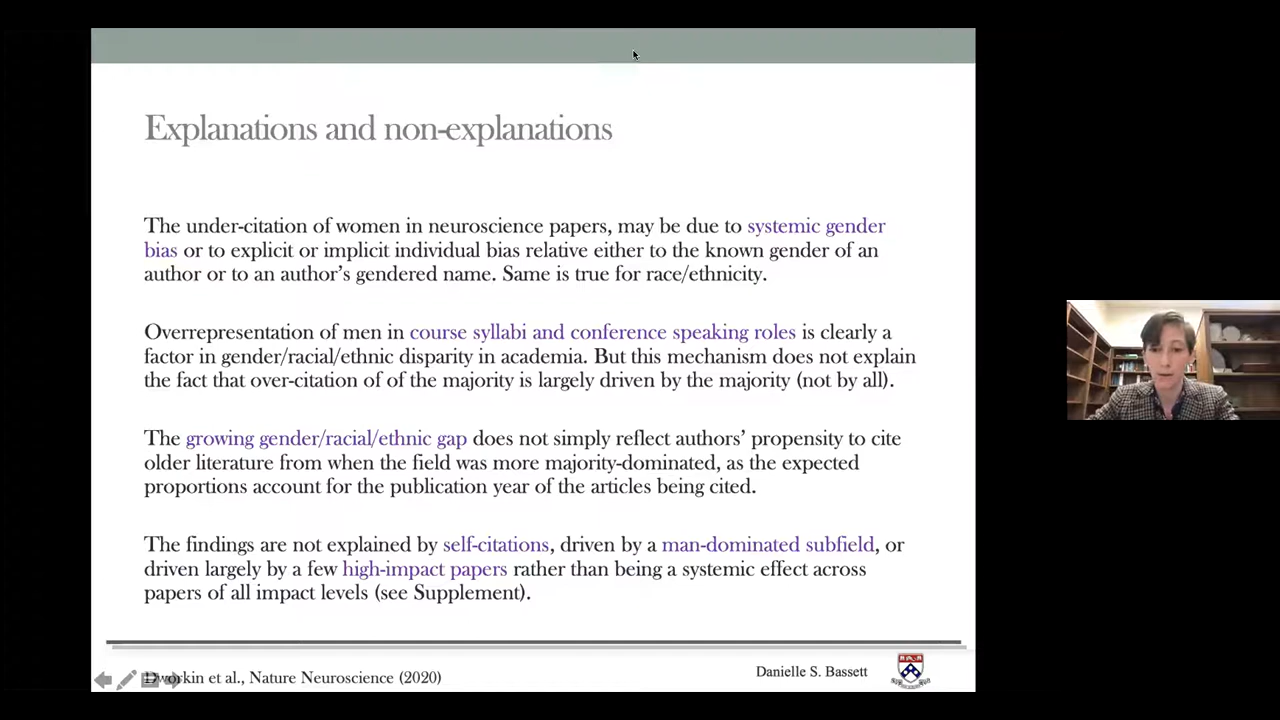 Explanations and non-explanations
The under-citation of women in neuroscience papers, may be due to systemic gender
bias or to explicit or implicit individual bias relative either to the known gender of an
author or to an author's gendered name. Same is true for race/ethnicity.
Overrepresentation of men in course syllabi and conference speaking roles is clearly a
factor in gender/racial/ethnic disparity in academia. But this mechanism does not explain
the fact that over-citation of of the majority is largely driven by the majority (not by all).
The growing gender/racial/ethnic gap does not simply reflect authors' propensity to cite
older literature from when the field was more majority-dominated, as the expected
proportions account for the publication year of the articles being cited.
The findings are not explained by self-citations, driven by a man-dominated subfield, or
driven largely by a few high-impact papers rather than being a systemic effect across
papers of all impact levels (see Supplement).
Dworkin et al., Nature Neuroscience (2020)
Danielle S. Bassett